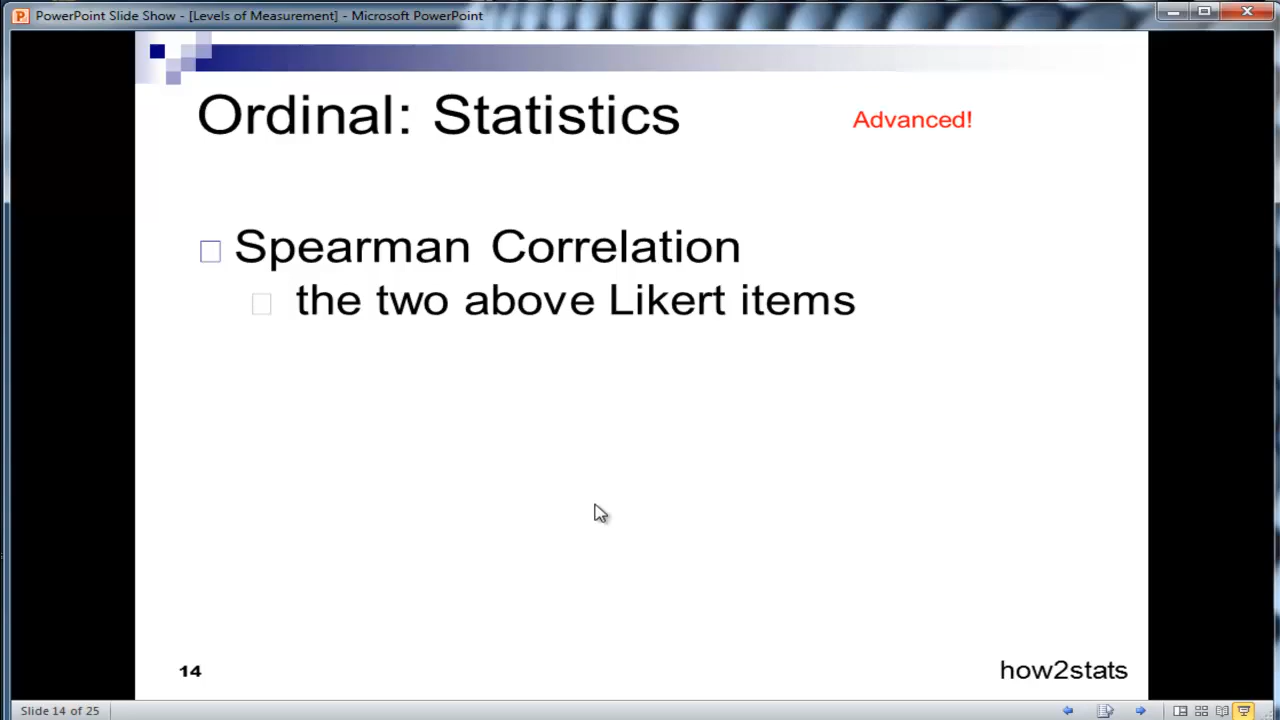 PowerPoint Slide Show - [Levels of Measurement] - Microsoft PowerPoint
Ordinal: Statistics
Advanced!
Spearman Correlation
the two above Likert items
14
how2stats
Slide 14 of 25